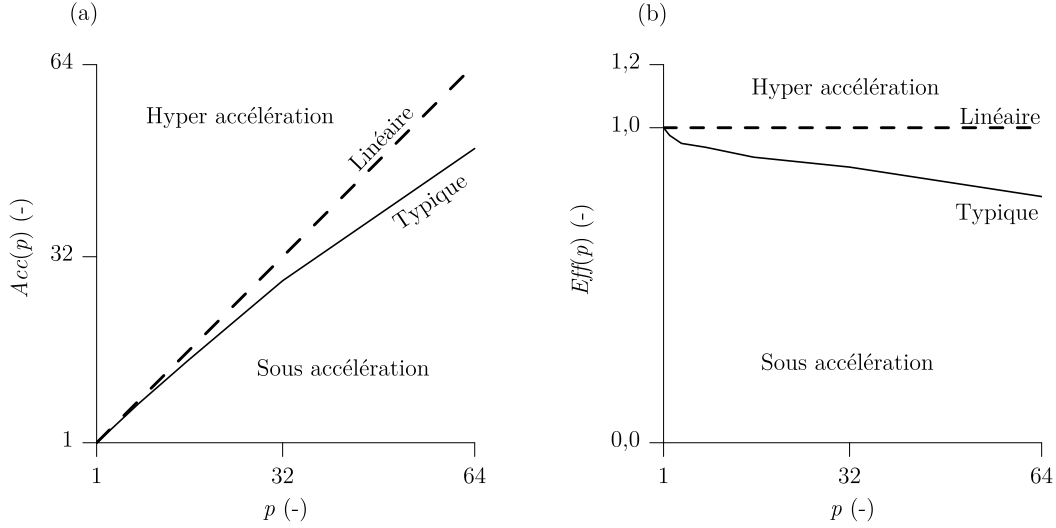 (a)
64
32
1
1
32
64
Acc(p) (-)
p (-)
Hyper accélération
Linéaire
Typique
Sous accélération
(b)
1,2
1,0
0,0
1
32
64
Eff(p) (-)
p (-)
Hyper accélération
Linéaire
Typique
Sous accélération